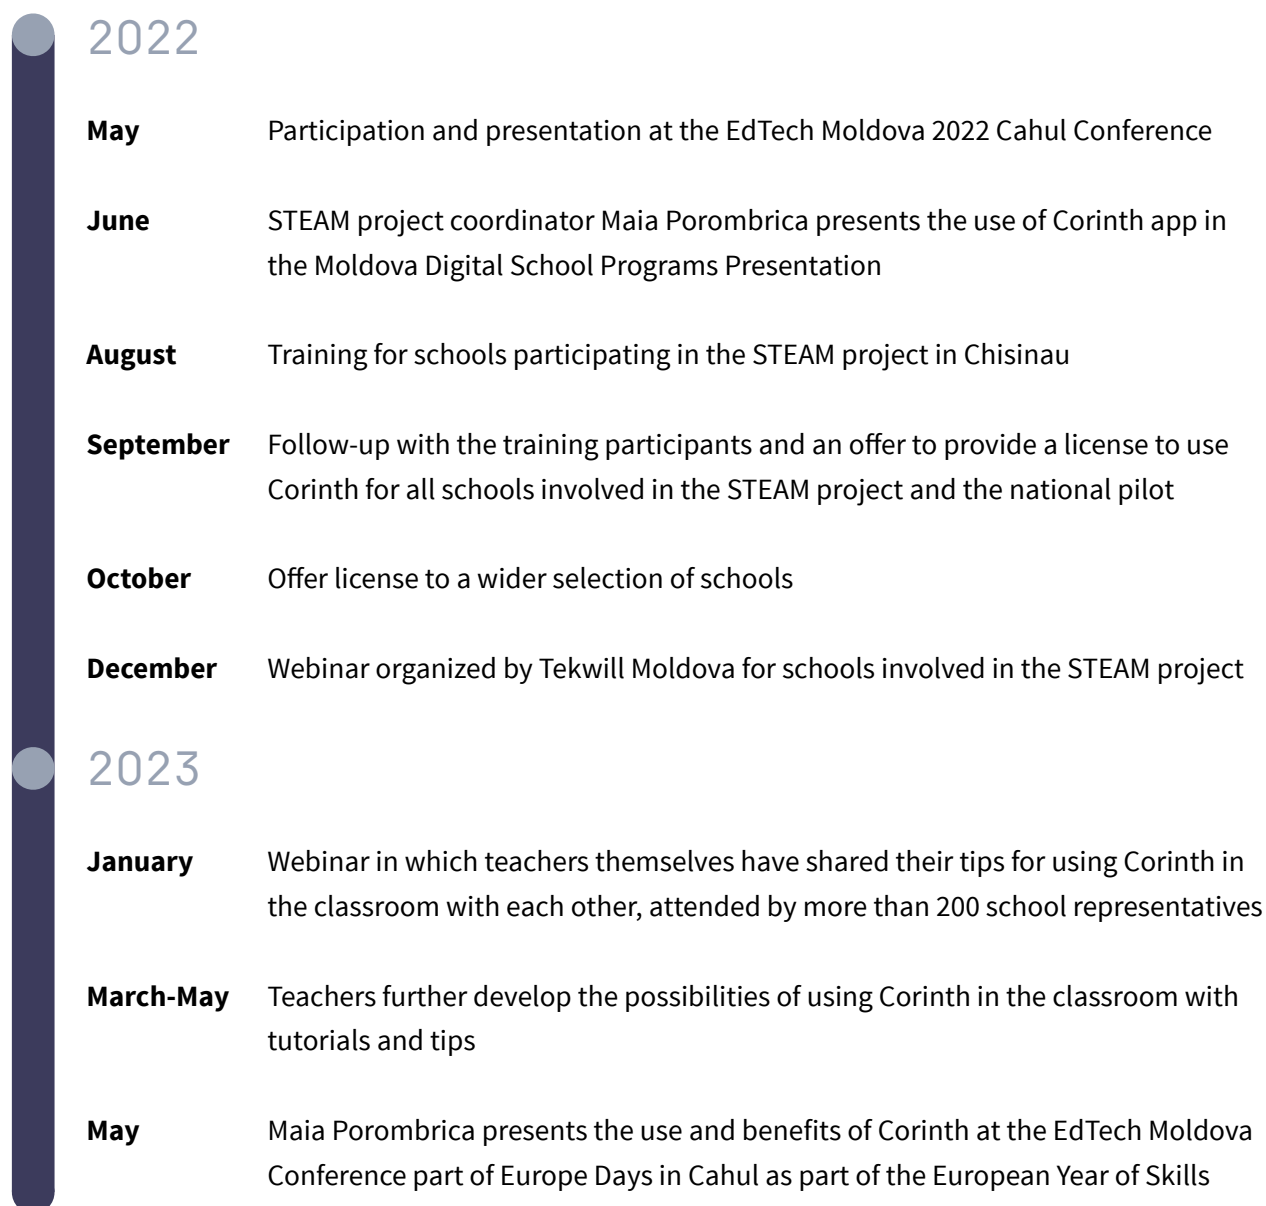 2022
May Participation and presentation at the EdTech Moldova 2022 Cahul Conference
June STEAM project coordinator Maia Porombrica presents the use of Corinth app in
the Moldova Digital School Programs Presentation
August Training for schools participating in the STEAM project in Chisinau
September Follow-up with the training participants and an offer to provide a license to use
Corinth for all schools involved in the STEAM project and the national pilot
October Offer license to a wider selection of schools
December Webinar organized by Tekwill Moldova for schools involved in the STEAM project
2023
January Webinar in which teachers themselves have shared their tips for using Corinth in
the classroom with each other, attended by more than 200 school representatives
March-May Teachers further develop the possibilities of using Corinth in the classroom with
tutorials and tips
May Maia Porombrica presents the use and benefits of Corinth at the EdTech Moldova
Conference part of Europe Days in Cahul as part of the European Year of Skills